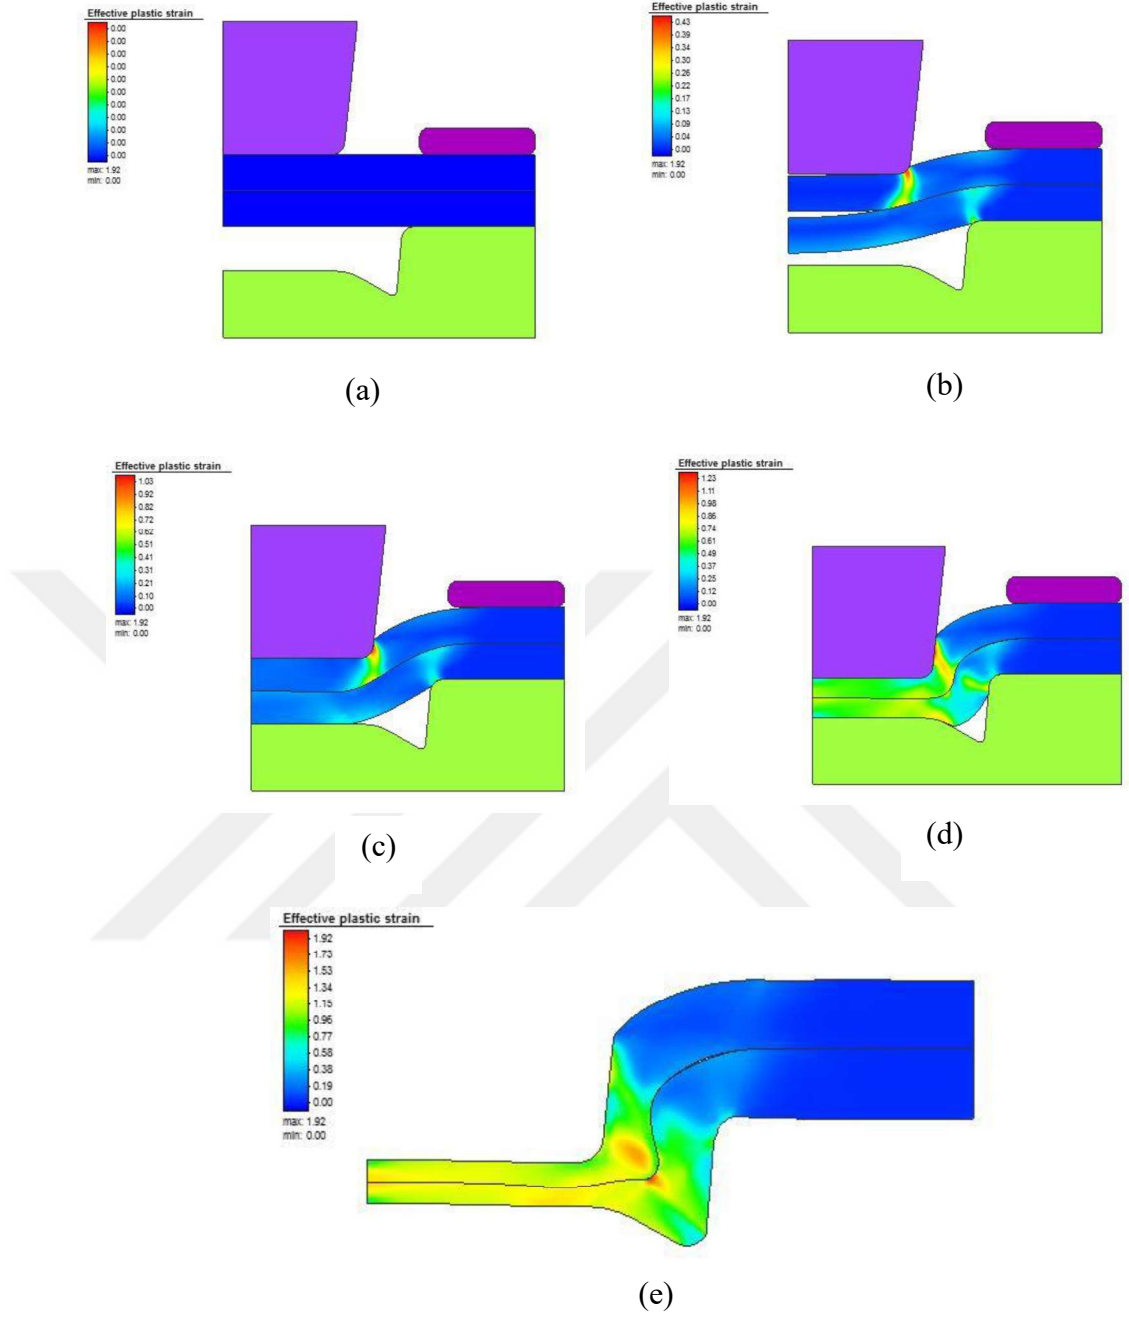 Effective plastic strain
0.00
0.00
0.00
0.00
0.00
0.00
0.00
0.00
0.00
0.00
0.00
max: 1.92
min: 0.00
(a)
Effective plastic strain
0.43
0.39
0.34
0.30
0.26
0.22
0.17
0.13
0.09
0.04
0.00
max: 1.92
min: 0.00
(b)
Effective plastic strain
1.03
0.92
0.82
0.72
0.62
0.51
0.41
0.31
0.21
0.10
0.00
max: 1.92
min: 0.00
(c)
Effective plastic strain
1.23
1.11
0.98
0.86
0.74
0.61
0.49
0.37
0.25
0.12
0.00
max: 1.92
min: 0.00
(d)
Effective plastic strain
1.92
1.73
1.53
1.34
1.15
0.96
0.77
0.58
0.38
0.19
0.00
max: 1.92
min: 0.00
(e)